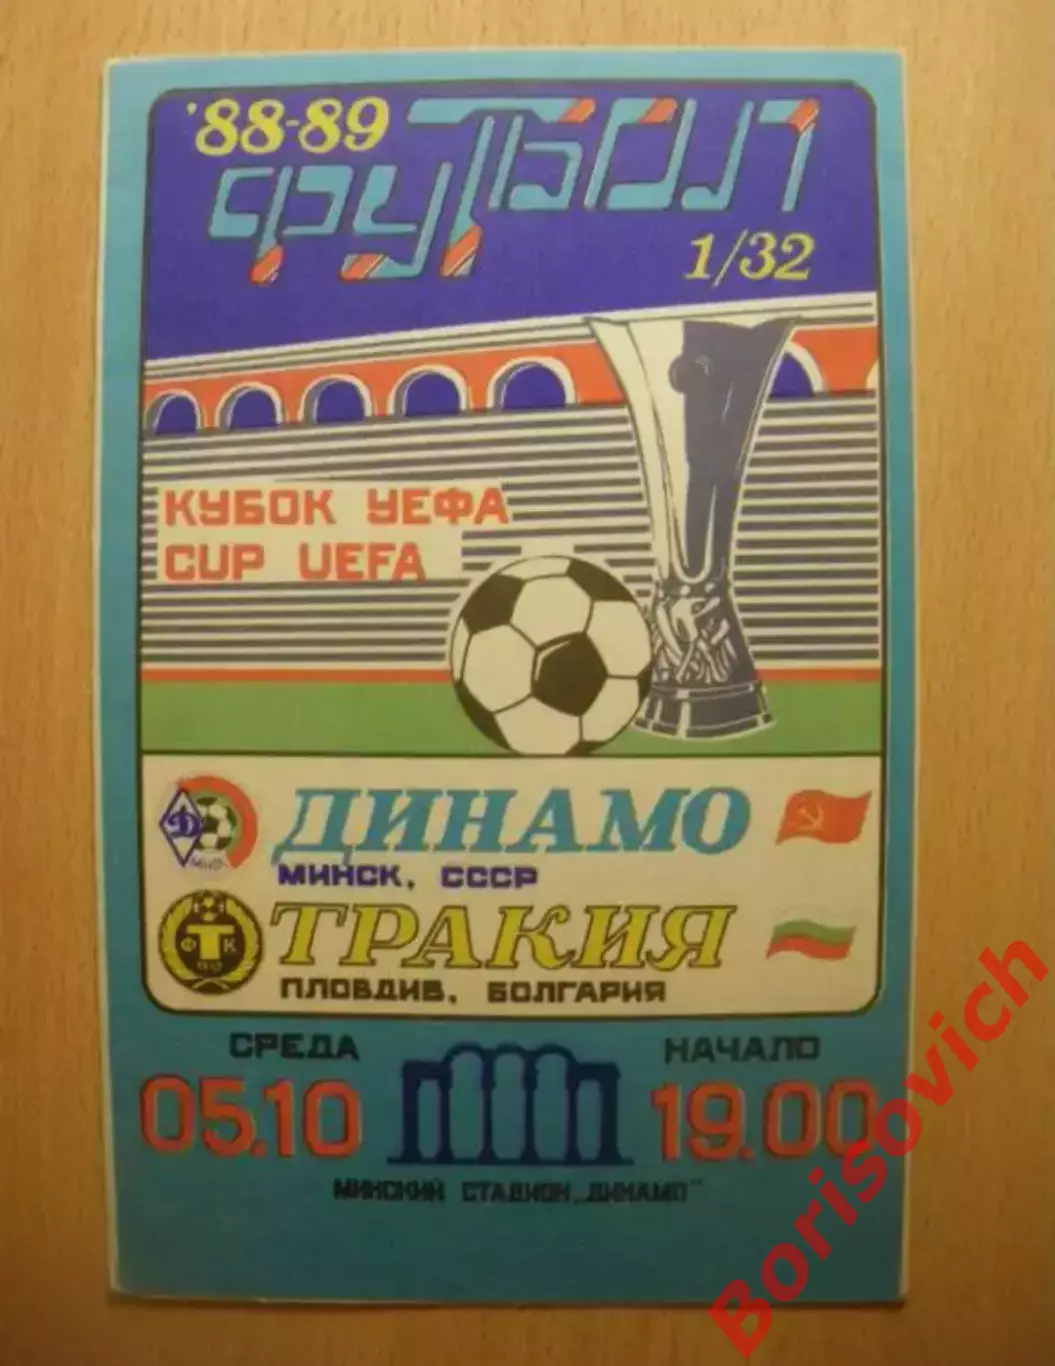 '88-89
ФУТБОЛ
1/32
КУБОК УЕФА
CUP UEFA
Д
ДИНАМО
МИНСК, СССР
Ф Т К
ТРАКИЯ
ПЛОВДИВ, БОЛГАРИЯ
СРЕДА
05.10
НАЧАЛО
19.00
МИНСКИЙ СТАДИОН „ДИНАМО"
Borisovich